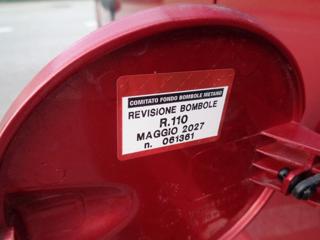 COMITATO FONDO BOMBOLE METANO
REVISIONE BOMBOLE
R.110
MAGGIO 2027
n. 061361